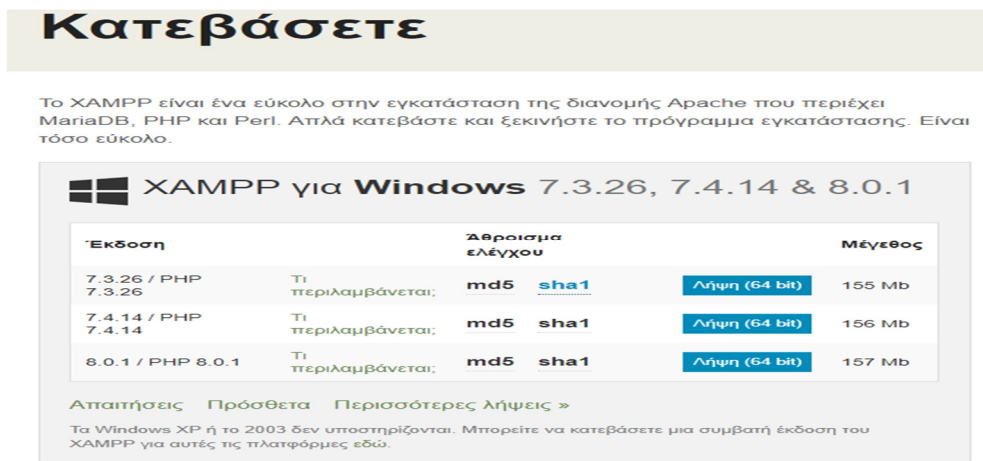 Κατεβάσετε
Το XAMPP είναι ένα εύκολο στην εγκατάσταση της διανομής Apache που περιέχει
MariaDB, PHP και Perl. Απλά κατεβάστε και ξεκινήστε το πρόγραμμα εγκατάστασης. Είναι
τόσο εύκολο.
XAMPP για Windows 7.3.26, 7.4.14 & 8.0.1
Έκδοση Άθροισμα ελέγχου Μέγεθος
7.3.26 / PHP 7.3.26 Τι περιλαμβάνεται; md5 sha1 Λήψη (64 bit) 155 Mb
7.4.14 / PHP 7.4.14 Τι περιλαμβάνεται; md5 sha1 Λήψη (64 bit) 156 Mb
8.0.1 / PHP 8.0.1 Τι περιλαμβάνεται; md5 sha1 Λήψη (64 bit) 157 Mb
Απαιτήσεις Πρόσθετα Περισσότερες λήψεις »
Τα Windows XP ή το 2003 δεν υποστηρίζονται. Μπορείτε να κατεβάσετε μια συμβατή έκδοση του
XAMPP για αυτές τις πλατφόρμες εδώ.